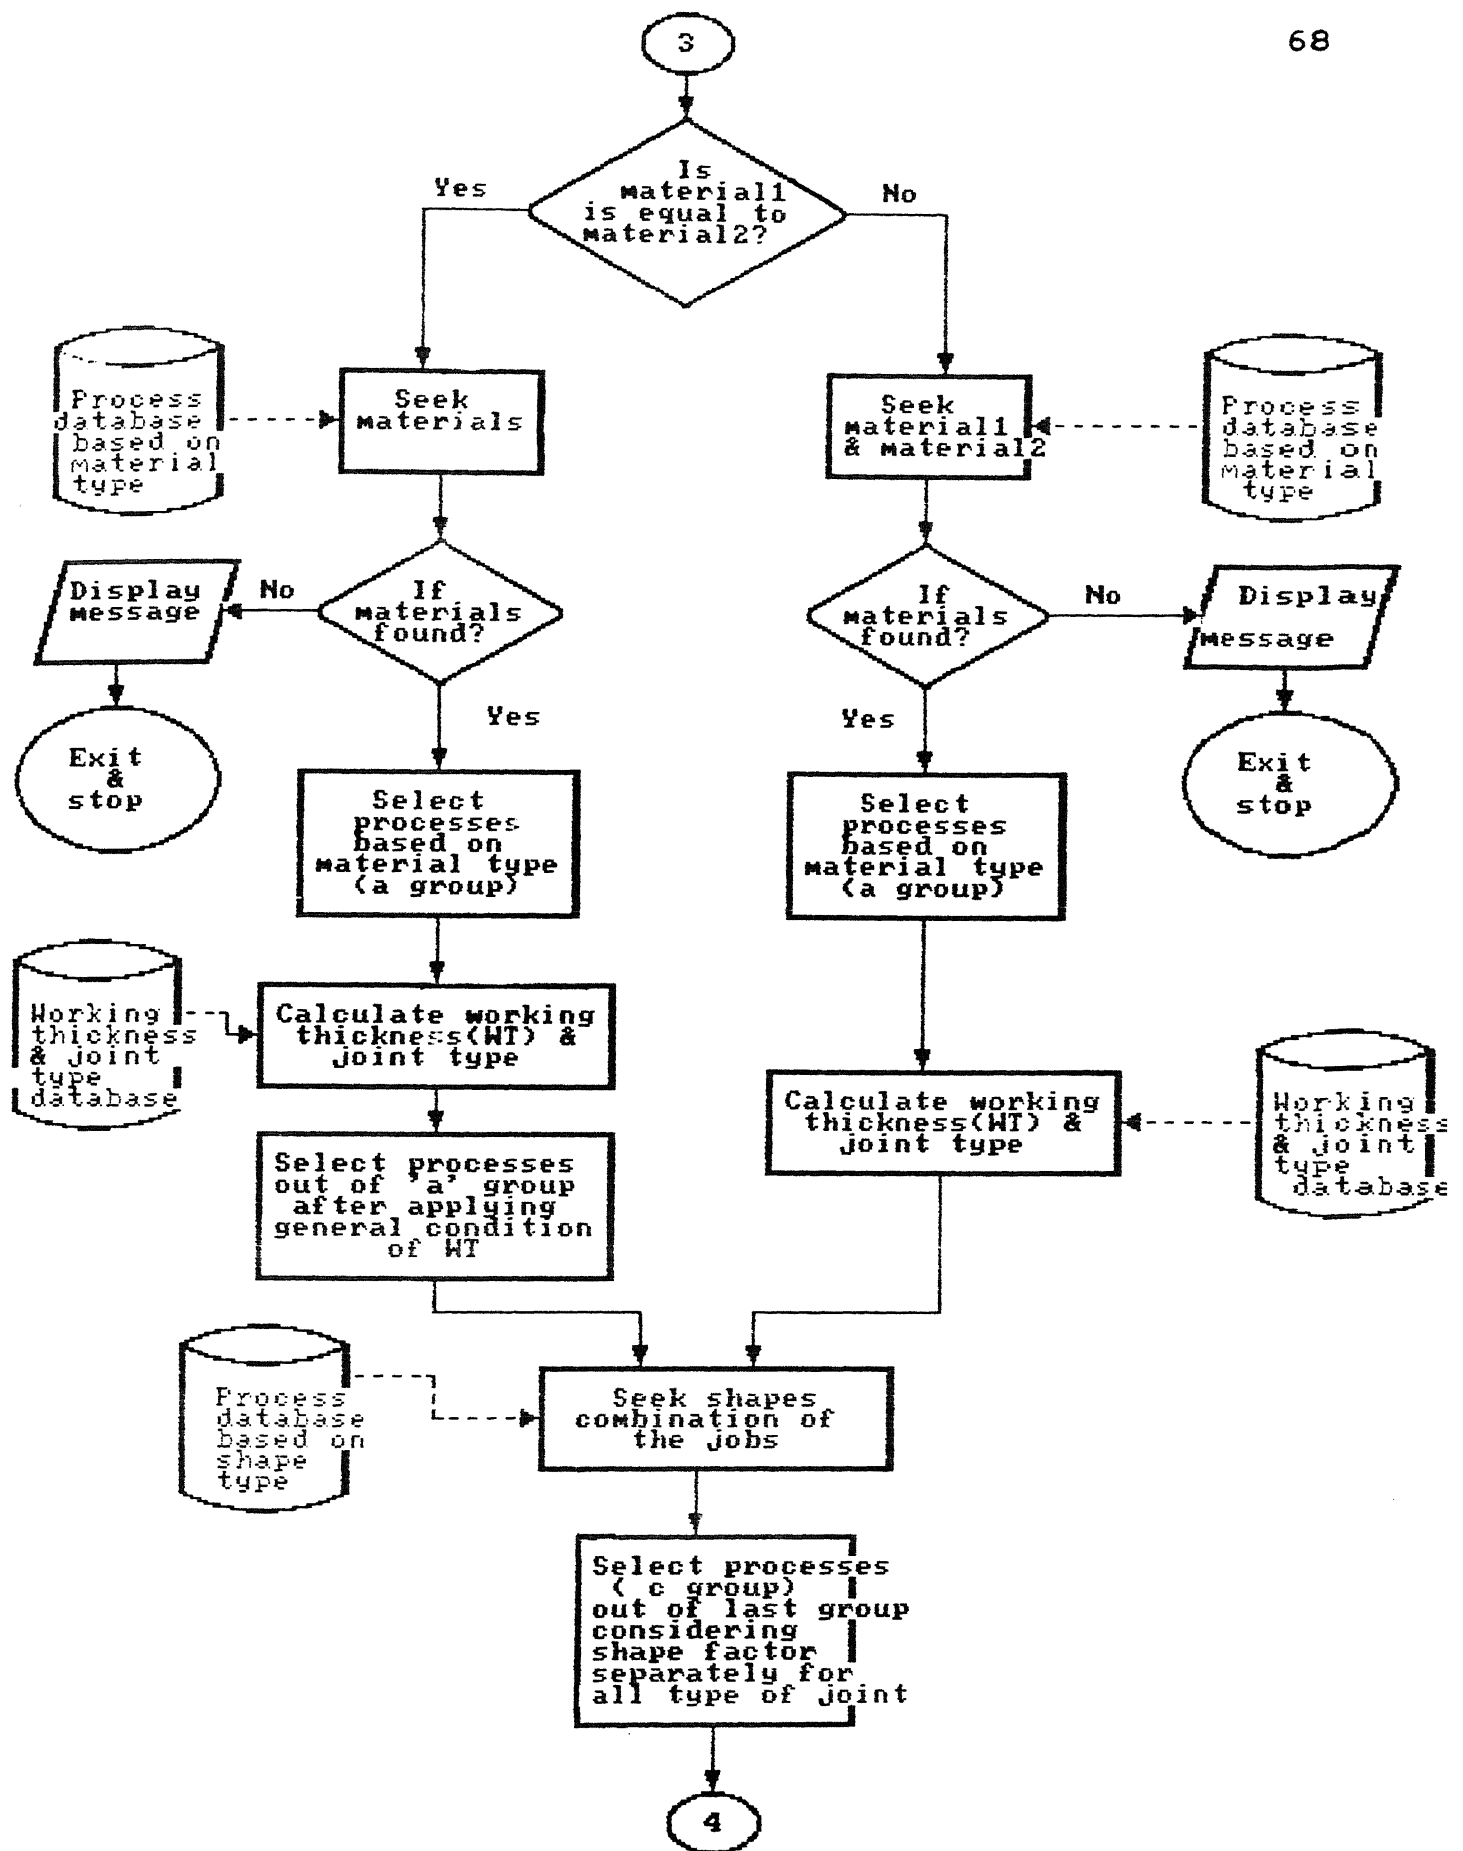 68
3
Is
material1
is equal to
material2?
Yes
No
Process
database
based on
material
type
Seek
materials
Seek
material1
& material2
Process
database
based on
material
type
Display
message
No
If
materials
found?
If
materials
found?
No
Display
message
Exit
&
stop
Yes
Yes
Exit
&
stop
Select
processes
based on
material type
(a group)
Select
processes
based on
material type
(a group)
Working
thickness
& joint
type
database
Calculate working
thickness(WT) &
joint type
Calculate working
thickness(WT) &
joint type
Working
thickness
& joint
type
database
Select processes
out of 'a' group
after applying
general condition
of WT
Process
database
based on
shape
type
Seek shapes
combination of
the jobs
Select processes
( c group)
out of last group
considering
shape factor
separately for
all type of joint
4